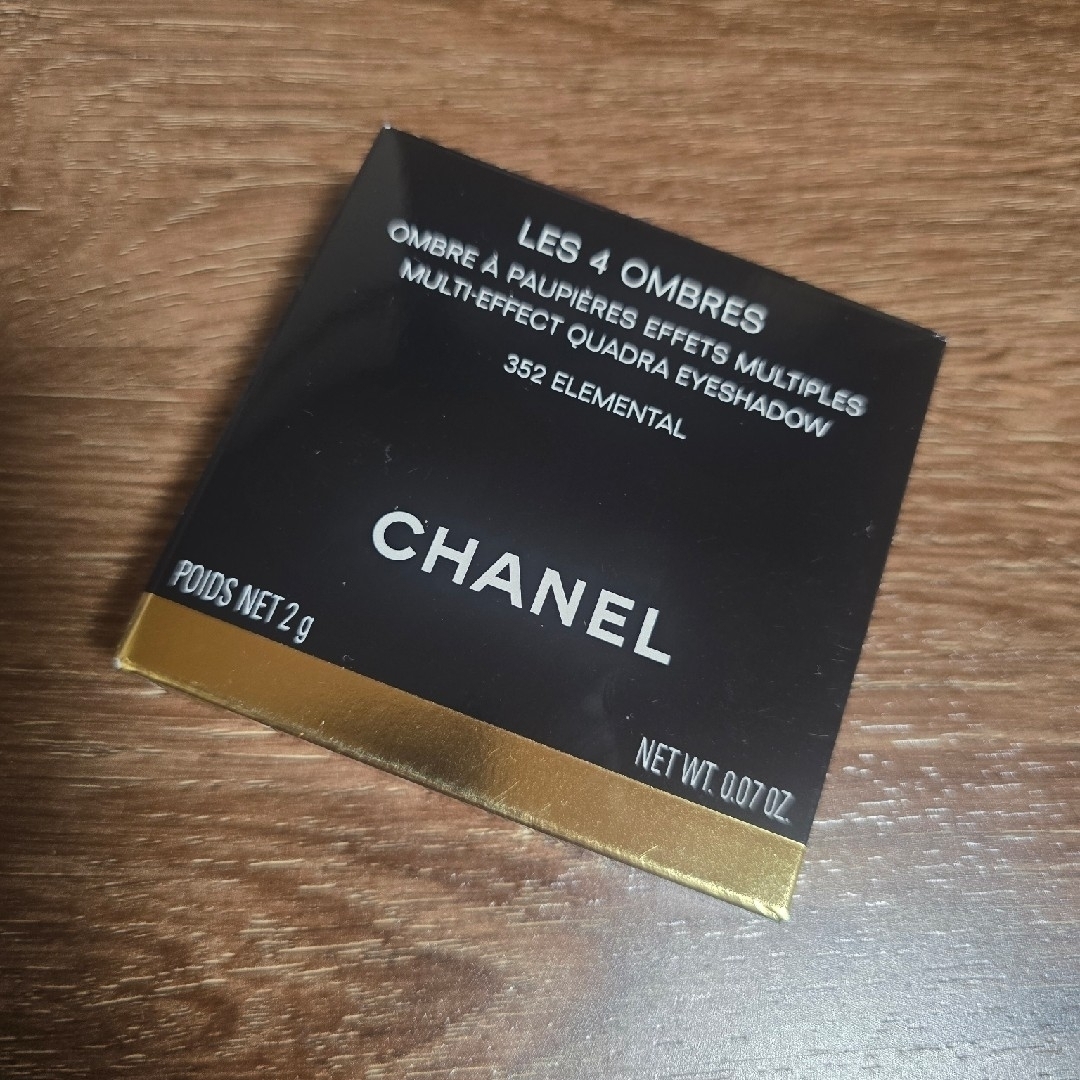 LES 4 OMBRES
OMBRE À PAUPIÈRES EFFETS MULTIPLES
MULTI-EFFECT QUADRA EYESHADOW
352 ELEMENTAL
CHANEL
POIDS NET 2 g
NET WT. 0.07 OZ.